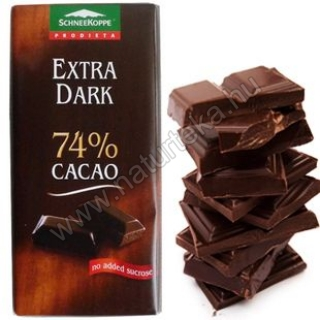 SCHNEEKOPPE
PRODIETA
EXTRA
DARK
74%
CACAO
no added sucrose
www.naturteka.hu